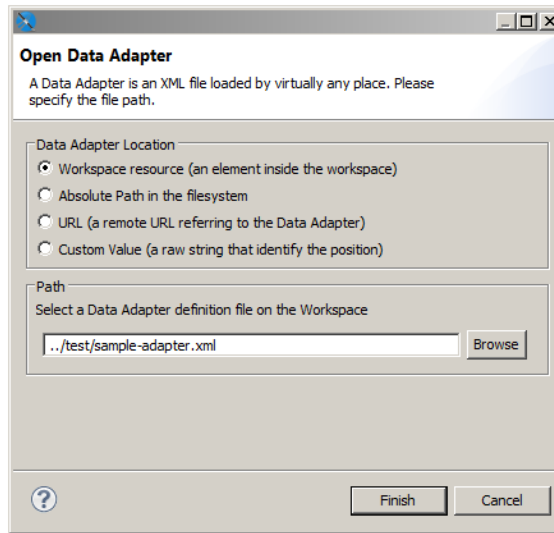 Open Data Adapter
A Data Adapter is an XML file loaded by virtually any place. Please
specify the file path.
Data Adapter Location
Workspace resource (an element inside the workspace)
Absolute Path in the filesystem
URL (a remote URL referring to the Data Adapter)
Custom Value (a raw string that identify the position)
Path
Select a Data Adapter definition file on the Workspace
../test/sample-adapter.xml Browse
? Finish Cancel